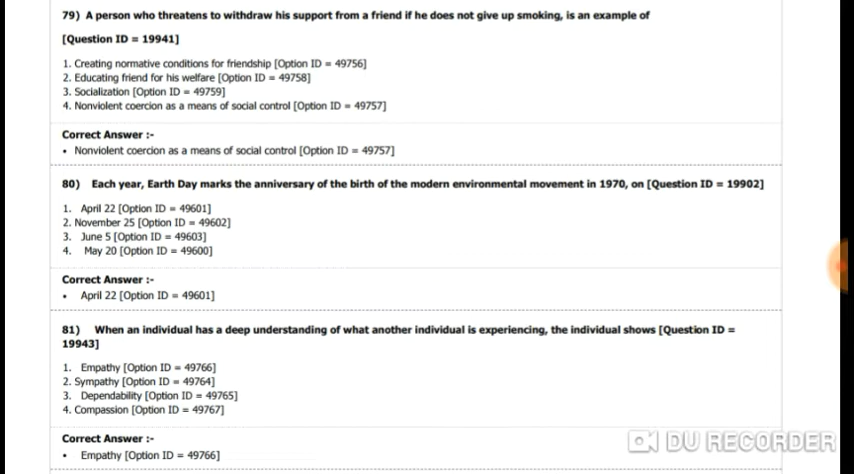 79) A person who threatens to withdraw his support from a friend if he does not give up smoking, is an example of
[Question ID = 19941]
1. Creating normative conditions for friendship [Option ID = 49756]
2. Educating friend for his welfare [Option ID = 49758]
3. Socialization [Option ID = 49759]
4. Nonviolent coercion as a means of social control [Option ID = 49757]
Correct Answer :-
• Nonviolent coercion as a means of social control [Option ID = 49757]
80) Each year, Earth Day marks the anniversary of the birth of the modern environmental movement in 1970, on [Question ID = 19902]
1. April 22 [Option ID = 49601]
2. November 25 [Option ID = 49602]
3. June 5 [Option ID = 49603]
4. May 20 [Option ID = 49600]
Correct Answer :-
• April 22 [Option ID = 49601]
81) When an individual has a deep understanding of what another individual is experiencing, the individual shows [Question ID =
19943]
1. Empathy [Option ID = 49766]
2. Sympathy [Option ID = 49764]
3. Dependability [Option ID = 49765]
4. Compassion [Option ID = 49767]
Correct Answer :-
• Empathy [Option ID = 49766]
DU RECORDER